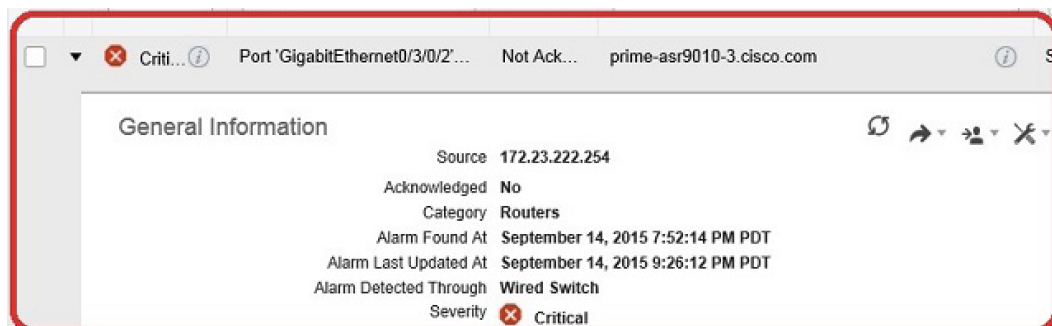 Criti... Port 'GigabitEthernet0/3/0/2'... Not Ack... prime-asr9010-3.cisco.com S
General Information
Source 172.23.222.254
Acknowledged No
Category Routers
Alarm Found At September 14, 2015 7:52:14 PM PDT
Alarm Last Updated At September 14, 2015 9:26:12 PM PDT
Alarm Detected Through Wired Switch
Severity Critical